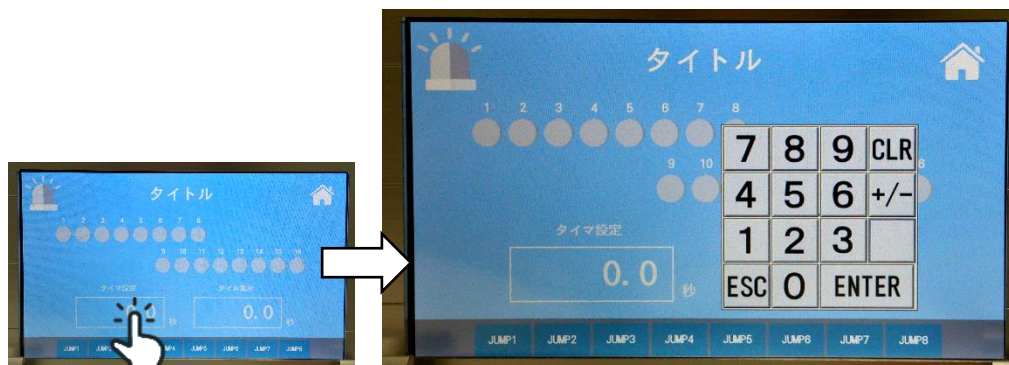 タイトル
1 2 3 4 5 6 7 8
9 10 11 12 13 14 15 16
タイマ設定
タイム表示
0.0 秒
JUMP1 JUMP4 JUMP5 JUMP6 JUMP7 JUMP8
タイトル
1 2 3 4 5 6 7 8
9 10
7 8 9 CLR
4 5 6 +/-
1 2 3
ESC 0 ENTER
タイマ設定
0.0 秒
JUMP1 JUMP2 JUMP3 JUMP4 JUMP5 JUMP6 JUMP7 JUMP8